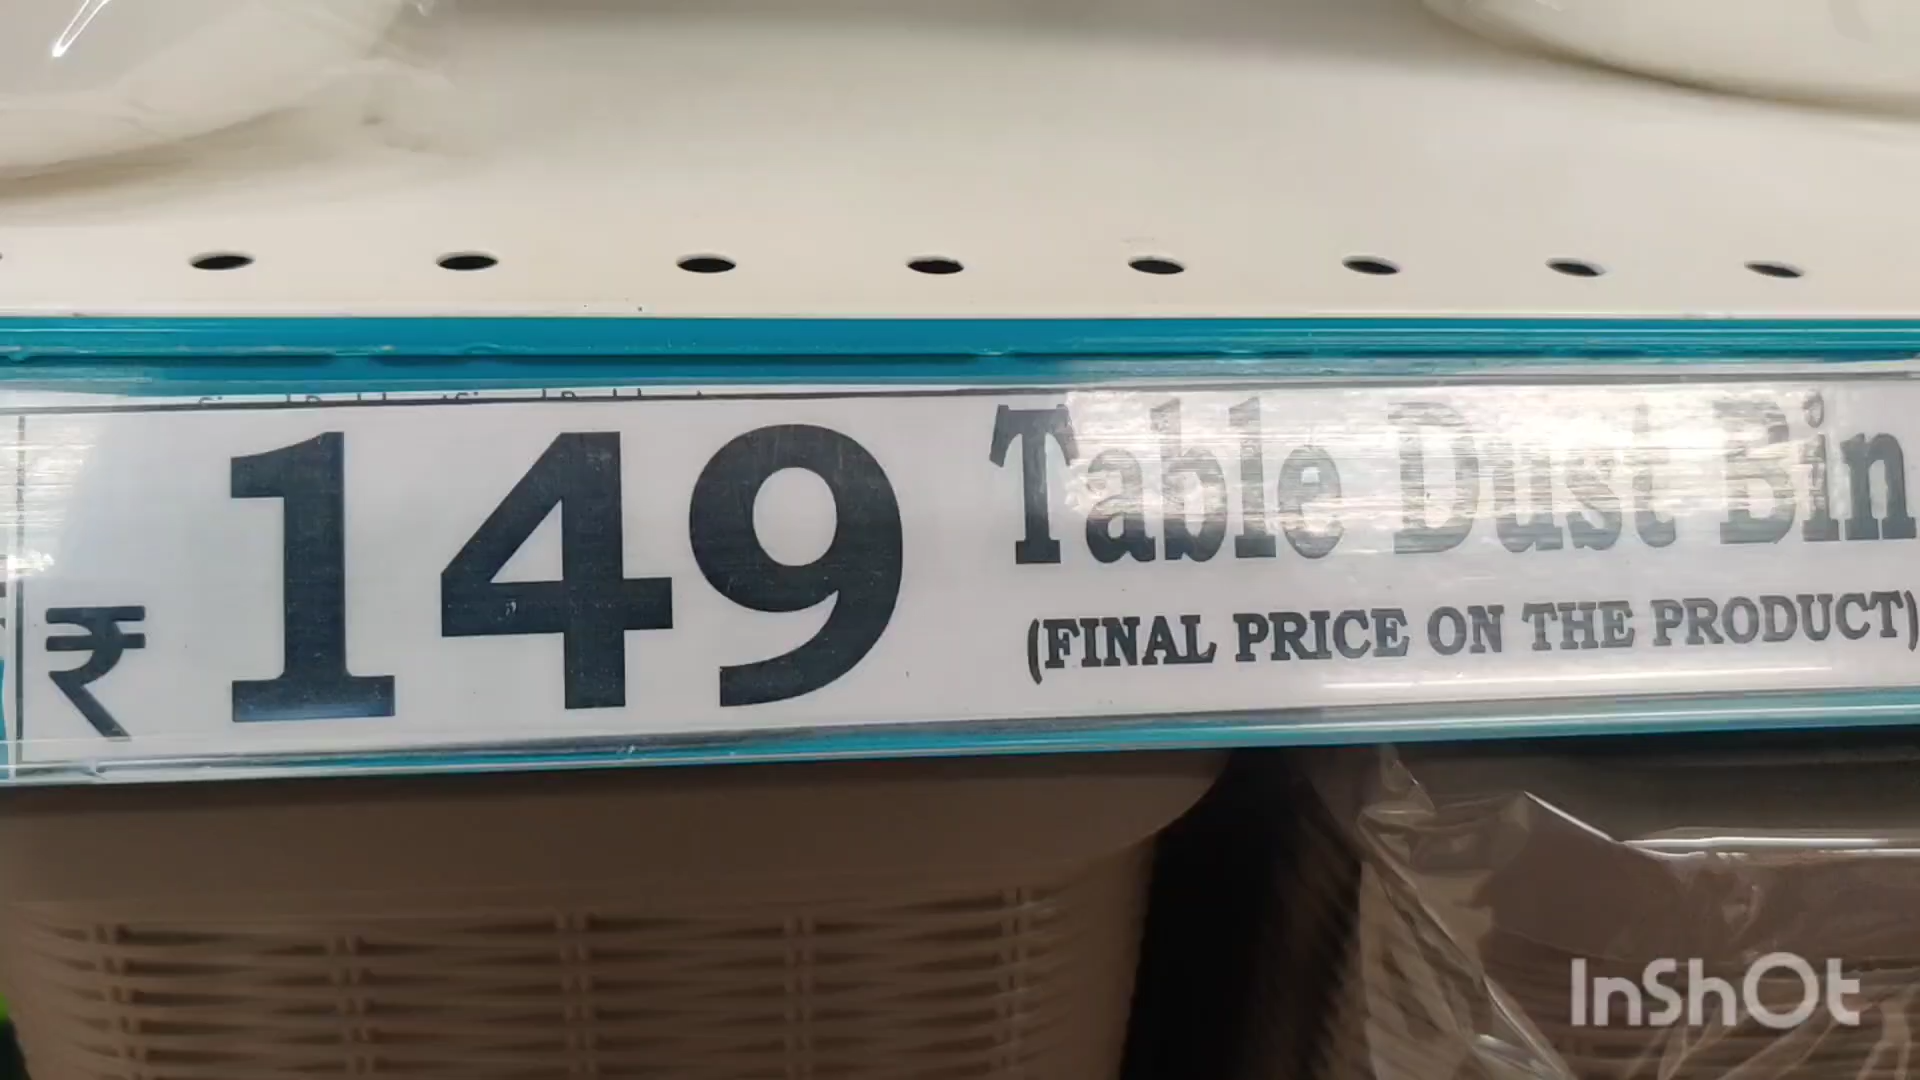 ₹ 149 Table Dust Bin
(FINAL PRICE ON THE PRODUCT)
InShOt